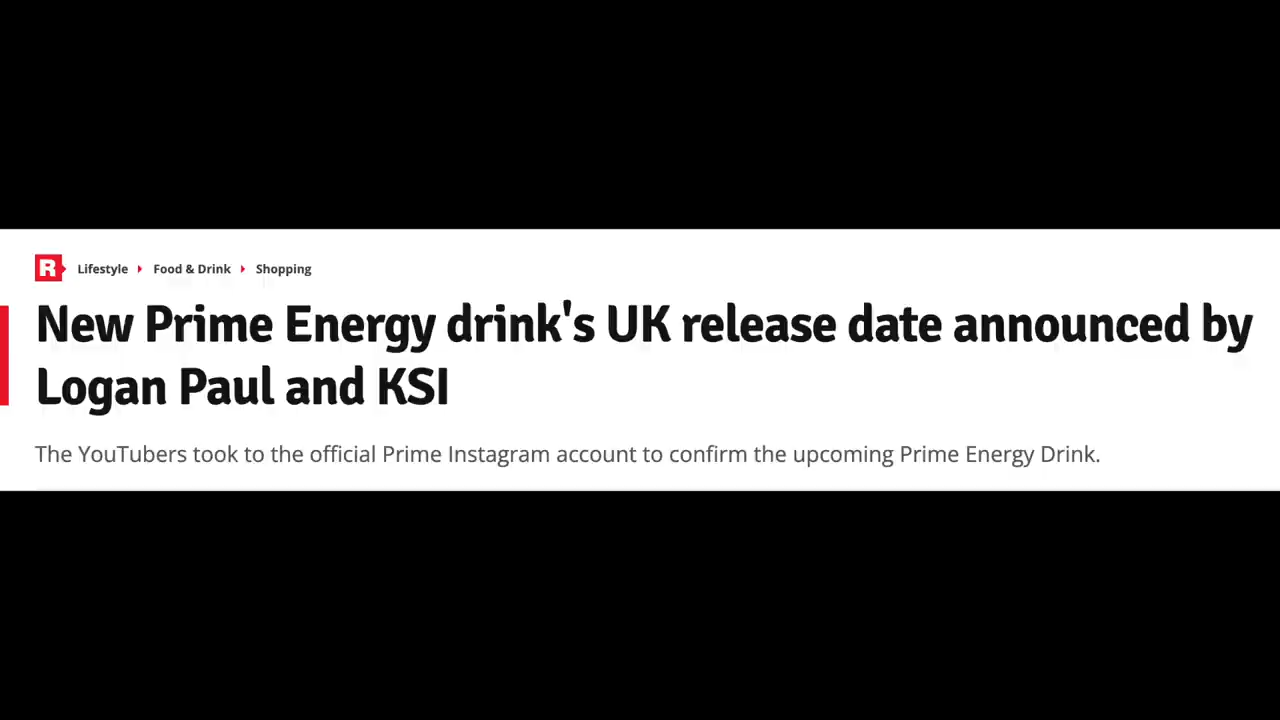 R Lifestyle Food & Drink Shopping
New Prime Energy drink's UK release date announced by
Logan Paul and KSI
The YouTubers took to the official Prime Instagram account to confirm the upcoming Prime Energy Drink.